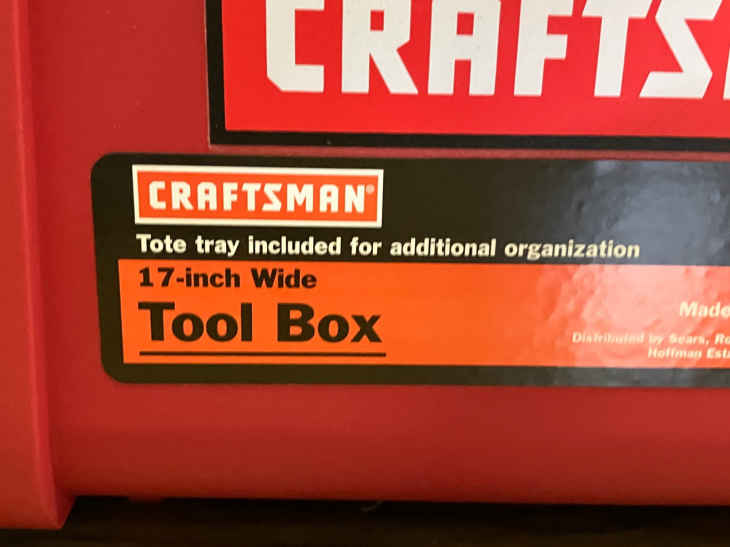 CRAFTS
CRAFTSMAN®
Tote tray included for additional organization
17-inch Wide
Tool Box
Made
Distributed by Sears, Ro
Hoffman Esta